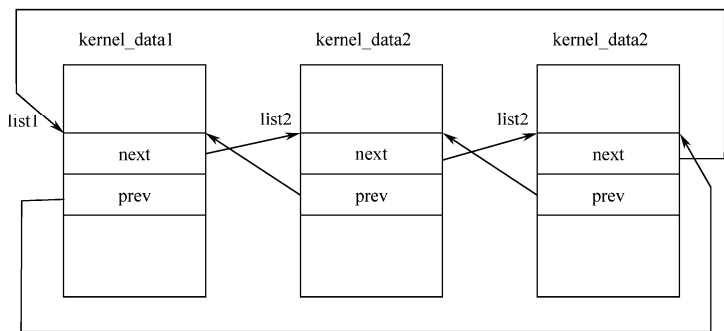 kernel_data1
kernel_data2
kernel_data2
list1
list2
list2
next
next
next
prev
prev
prev